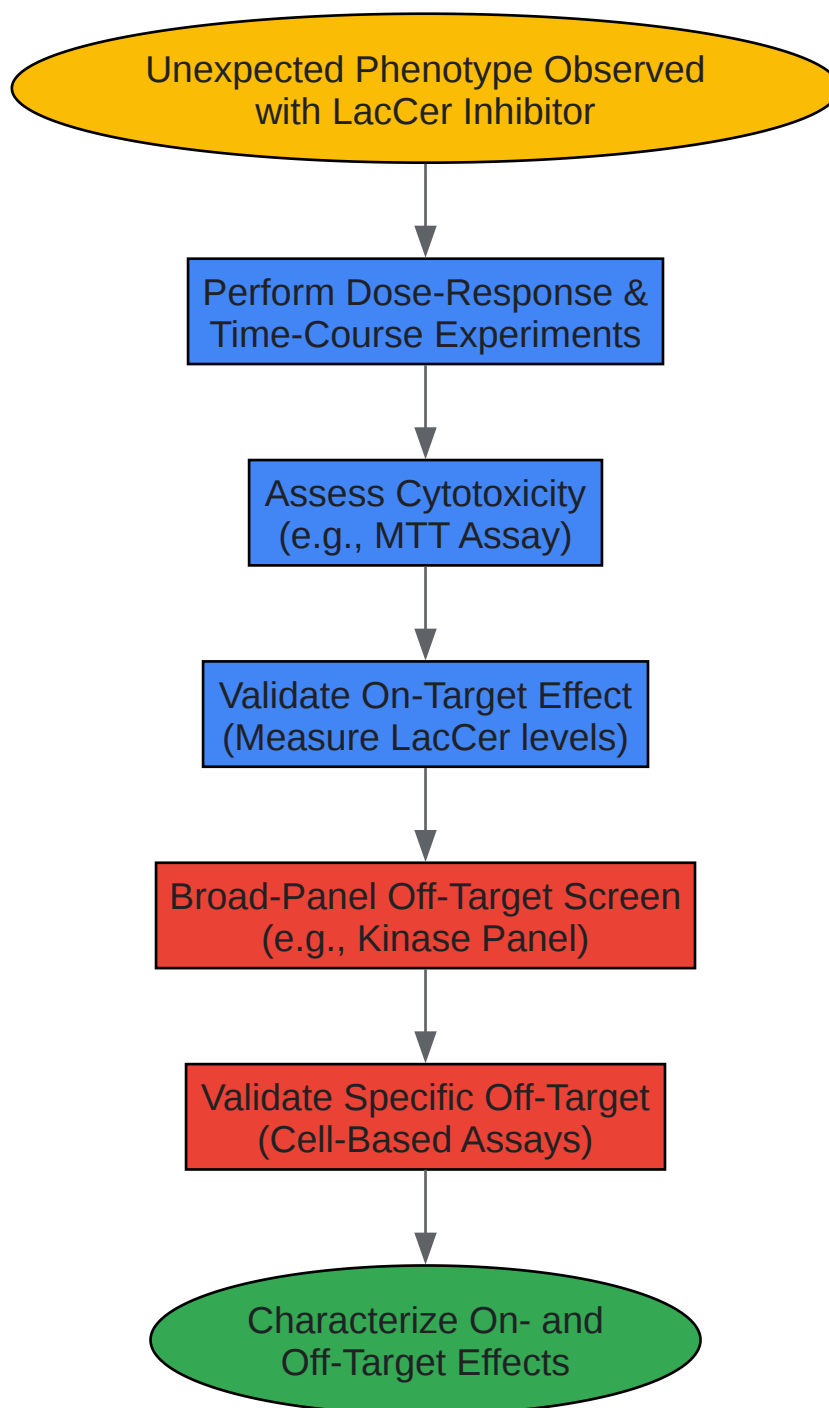 Unexpected Phenotype Observed
with LacCer Inhibitor
Perform Dose-Response &
Time-Course Experiments
Assess Cytotoxicity
(e.g., MTT Assay)
Validate On-Target Effect
(Measure LacCer levels)
Broad-Panel Off-Target Screen
(e.g., Kinase Panel)
Validate Specific Off-Target
(Cell-Based Assays)
Characterize On- and
Off-Target Effects